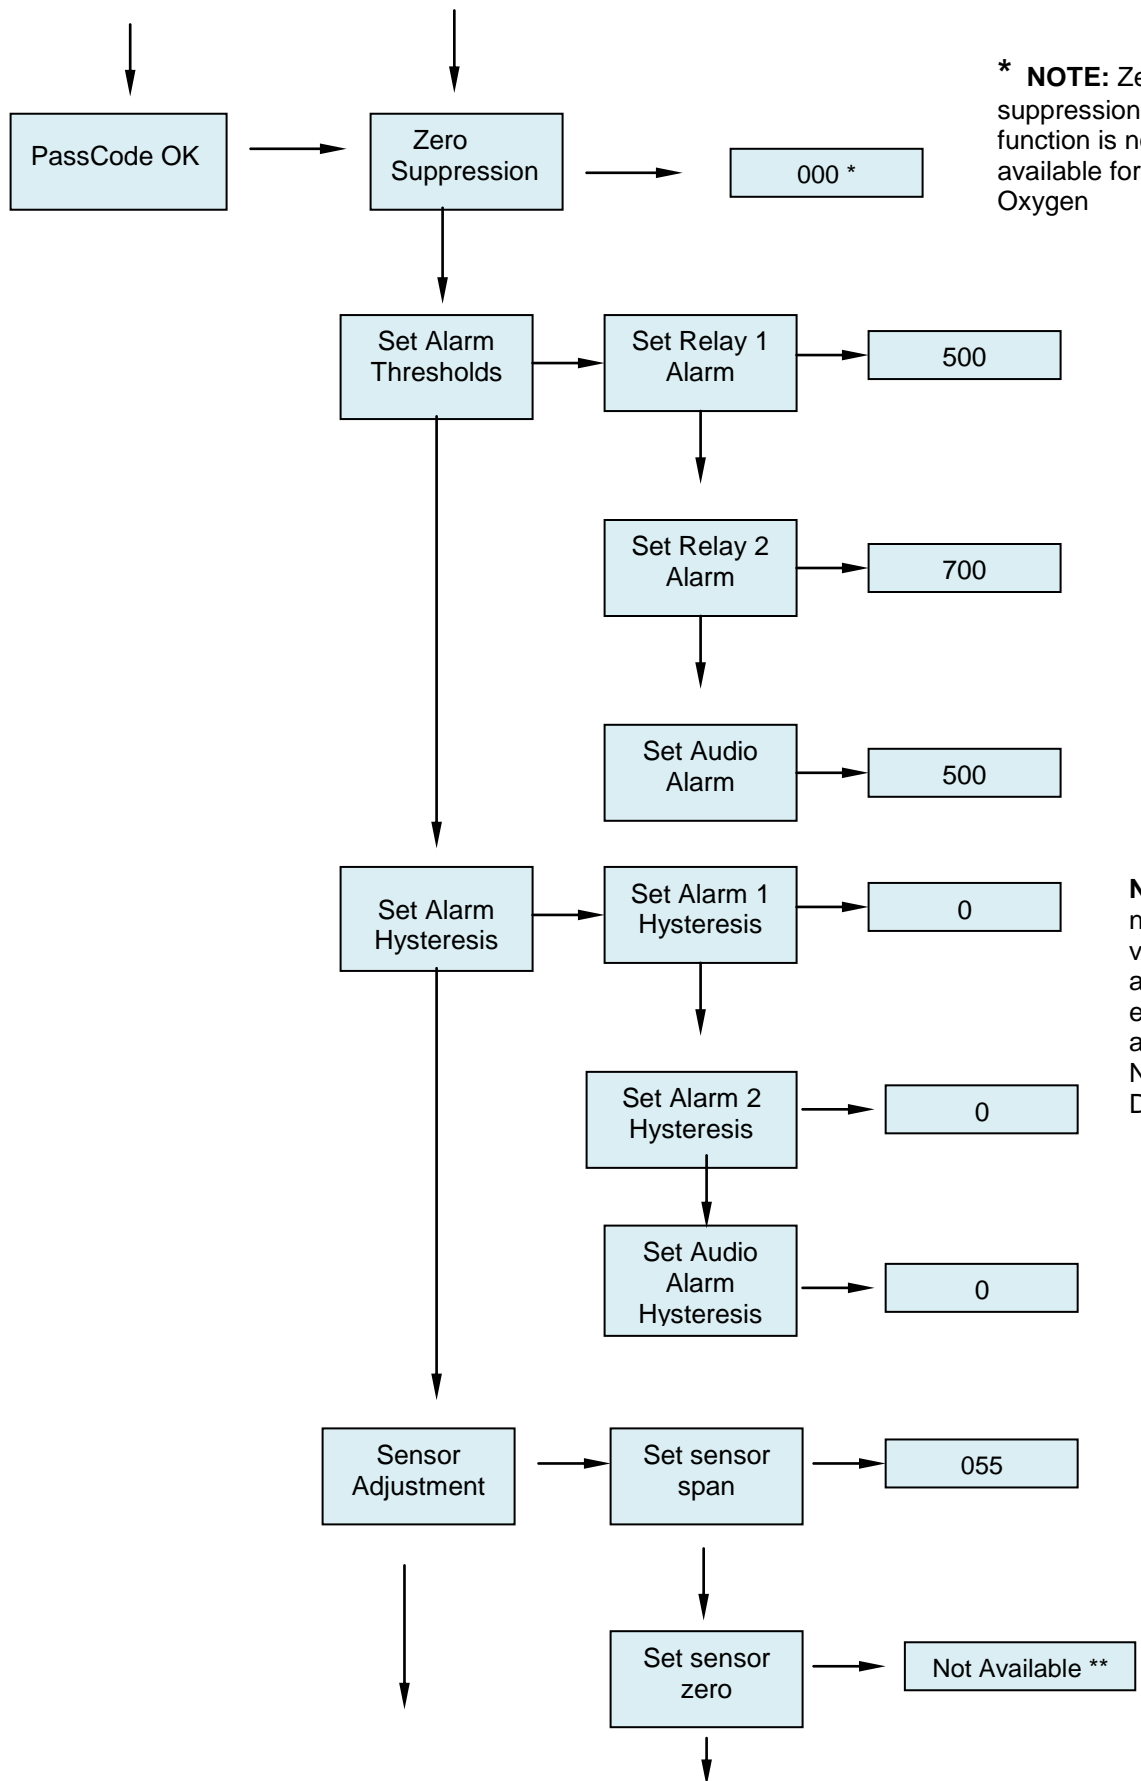 * NOTE:
suppression
function is
available for
Oxygen
PassCode OK
Zero
Suppression
000 *
Set Alarm
Thresholds
Set Relay 1
Alarm
500
Set Relay 2
Alarm
700
Set Audio
Alarm
500
Set Alarm
Hysteresis
Set Alarm 1
Hysteresis
0
Set Alarm 2
Hysteresis
0
Set Audio
Alarm
Hysteresis
0
Sensor
Adjustment
Set sensor
span
055
Set sensor
zero
Not Available **